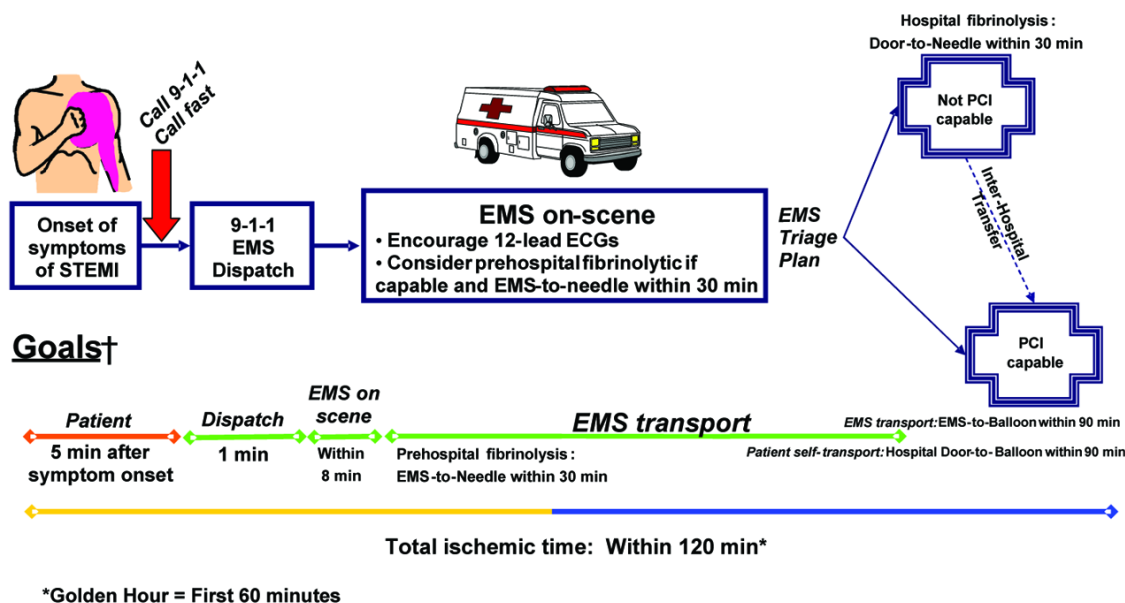 Hospital fibrinolysis :
Door-to-Needle within 30 min
Call 9-1-1
Call fast
Not PCI
capable
Onset of
symptoms
of STEMI
9-1-1
EMS
Dispatch
EMS on-scene
• Encourage 12-lead ECGs
• Consider prehospital fibrinolytic if
capable and EMS-to-needle within 30 min
EMS
Triage
Plan
Inter-Hospital
Transfer
PCI
capable
Goals†
Patient
5 min after
symptom onset
Dispatch
1 min
EMS on
scene
Within
8 min
EMS transport
Prehospital fibrinolysis :
EMS-to-Needle within 30 min
EMS transport: EMS-to-Balloon within 90 min
Patient self-transport: Hospital Door-to-Balloon within 90 min
Total ischemic time: Within 120 min*
*Golden Hour = First 60 minutes